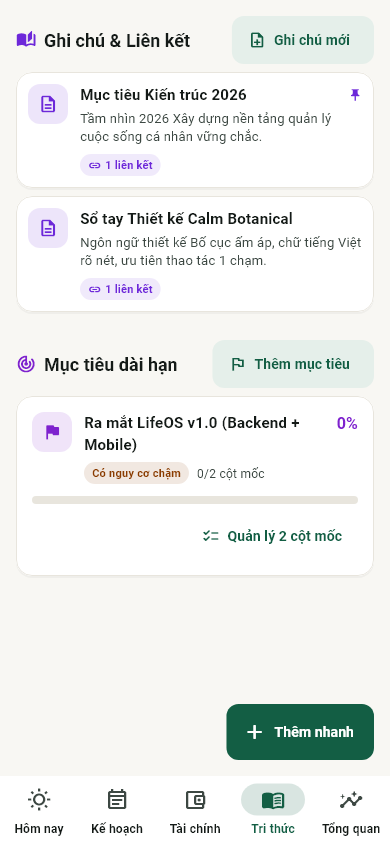 Ghi chú & Liên kết
Ghi chú mới
Mục tiêu Kiến trúc 2026
Tầm nhìn 2026 Xây dựng nền tảng quản lý
cuộc sống cá nhân vững chắc.
1 liên kết
Sổ tay Thiết kế Calm Botanical
Ngôn ngữ thiết kế Bố cục ấm áp, chữ tiếng Việt
rõ nét, ưu tiên thao tác 1 chạm.
1 liên kết
Mục tiêu dài hạn
Thêm mục tiêu
Ra mắt LifeOS v1.0 (Backend +
Mobile)
0%
Có nguy cơ chậm
0/2 cột mốc
Quản lý 2 cột mốc
Thêm nhanh
Hôm nay
Kế hoạch
Tài chính
Tri thức
Tổng quan